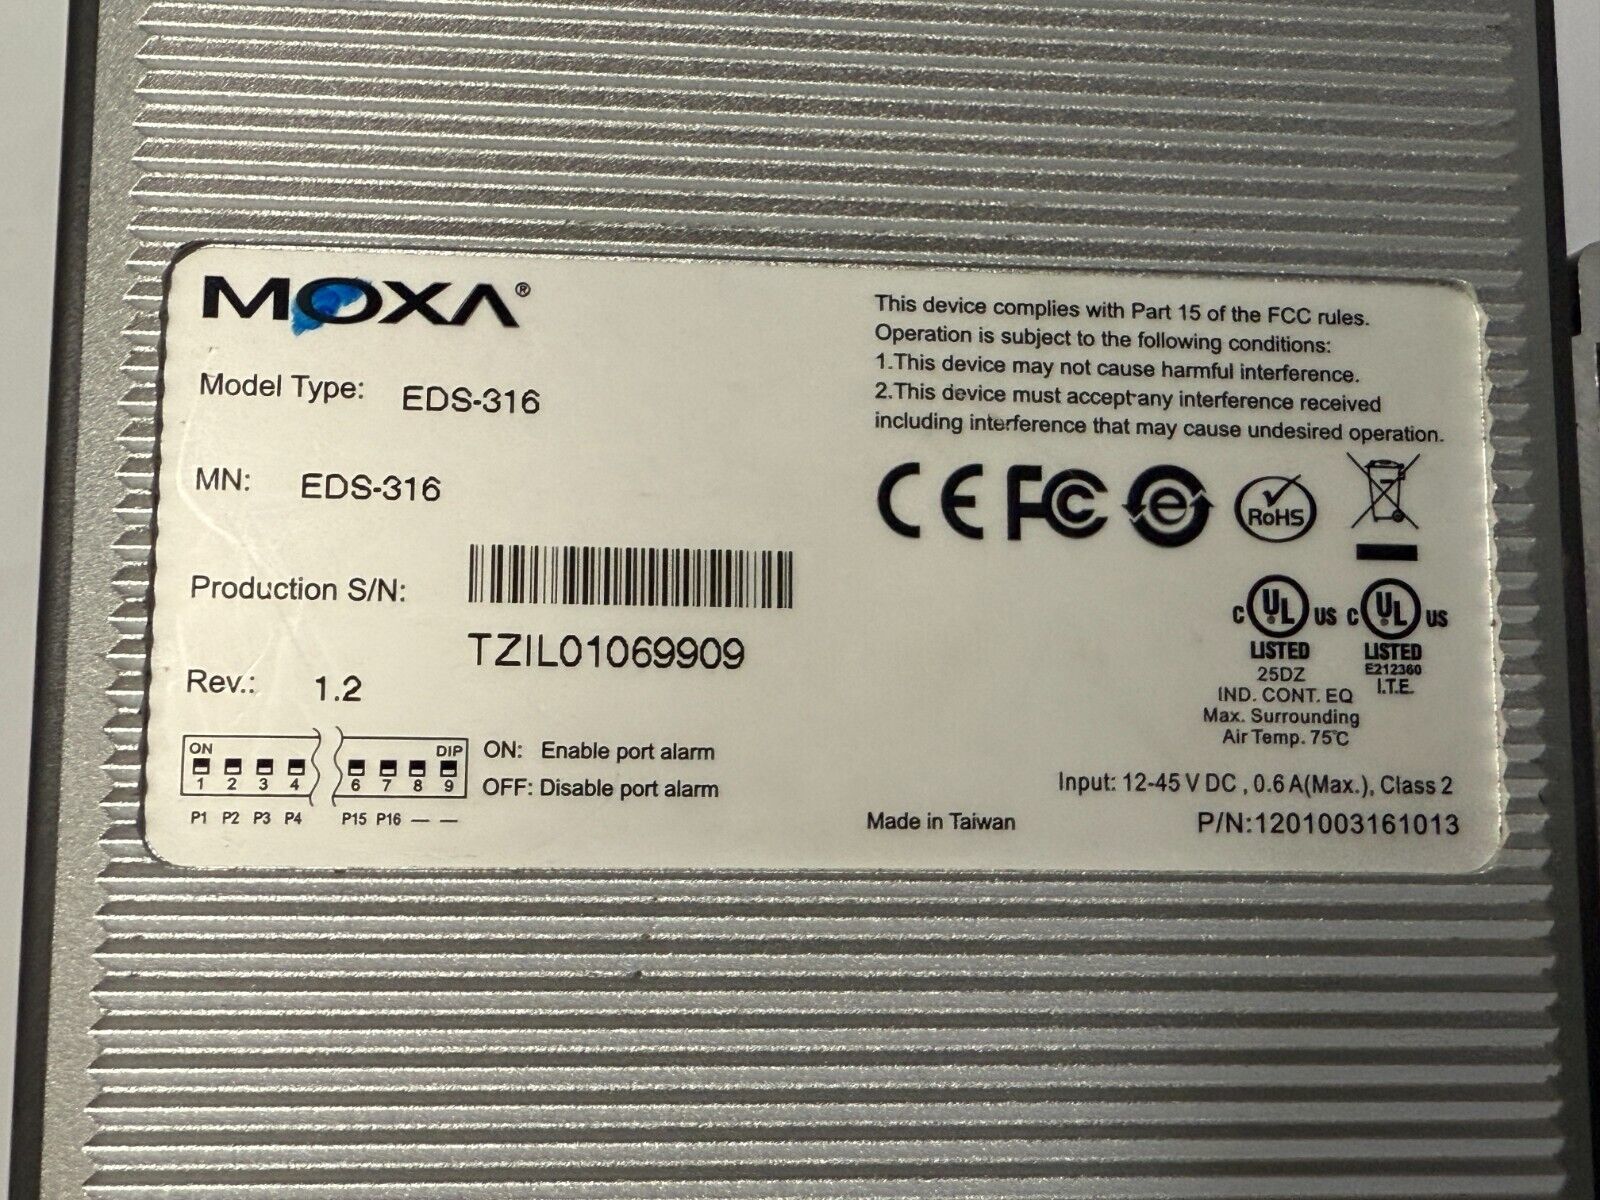 MOXA®
Model Type: EDS-316
MN: EDS-316
Production S/N:
TZIL01069909
Rev.: 1.2
ON DIP
1 2 3 4 6 7 8 9
P1 P2 P3 P4 P15 P16 — —
ON: Enable port alarm
OFF: Disable port alarm
This device complies with Part 15 of the FCC rules.
Operation is subject to the following conditions:
1.This device may not cause harmful interference.
2.This device must accept any interference received
including interference that may cause undesired operation.
CE FC e RoHS
c UL US
LISTED
25DZ
IND. CONT. EQ
Max. Surrounding
Air Temp. 75℃
c UL US
LISTED
E212360
I.T.E.
Input: 12-45 V DC , 0.6 A(Max.), Class 2
Made in Taiwan
P/N:1201003161013